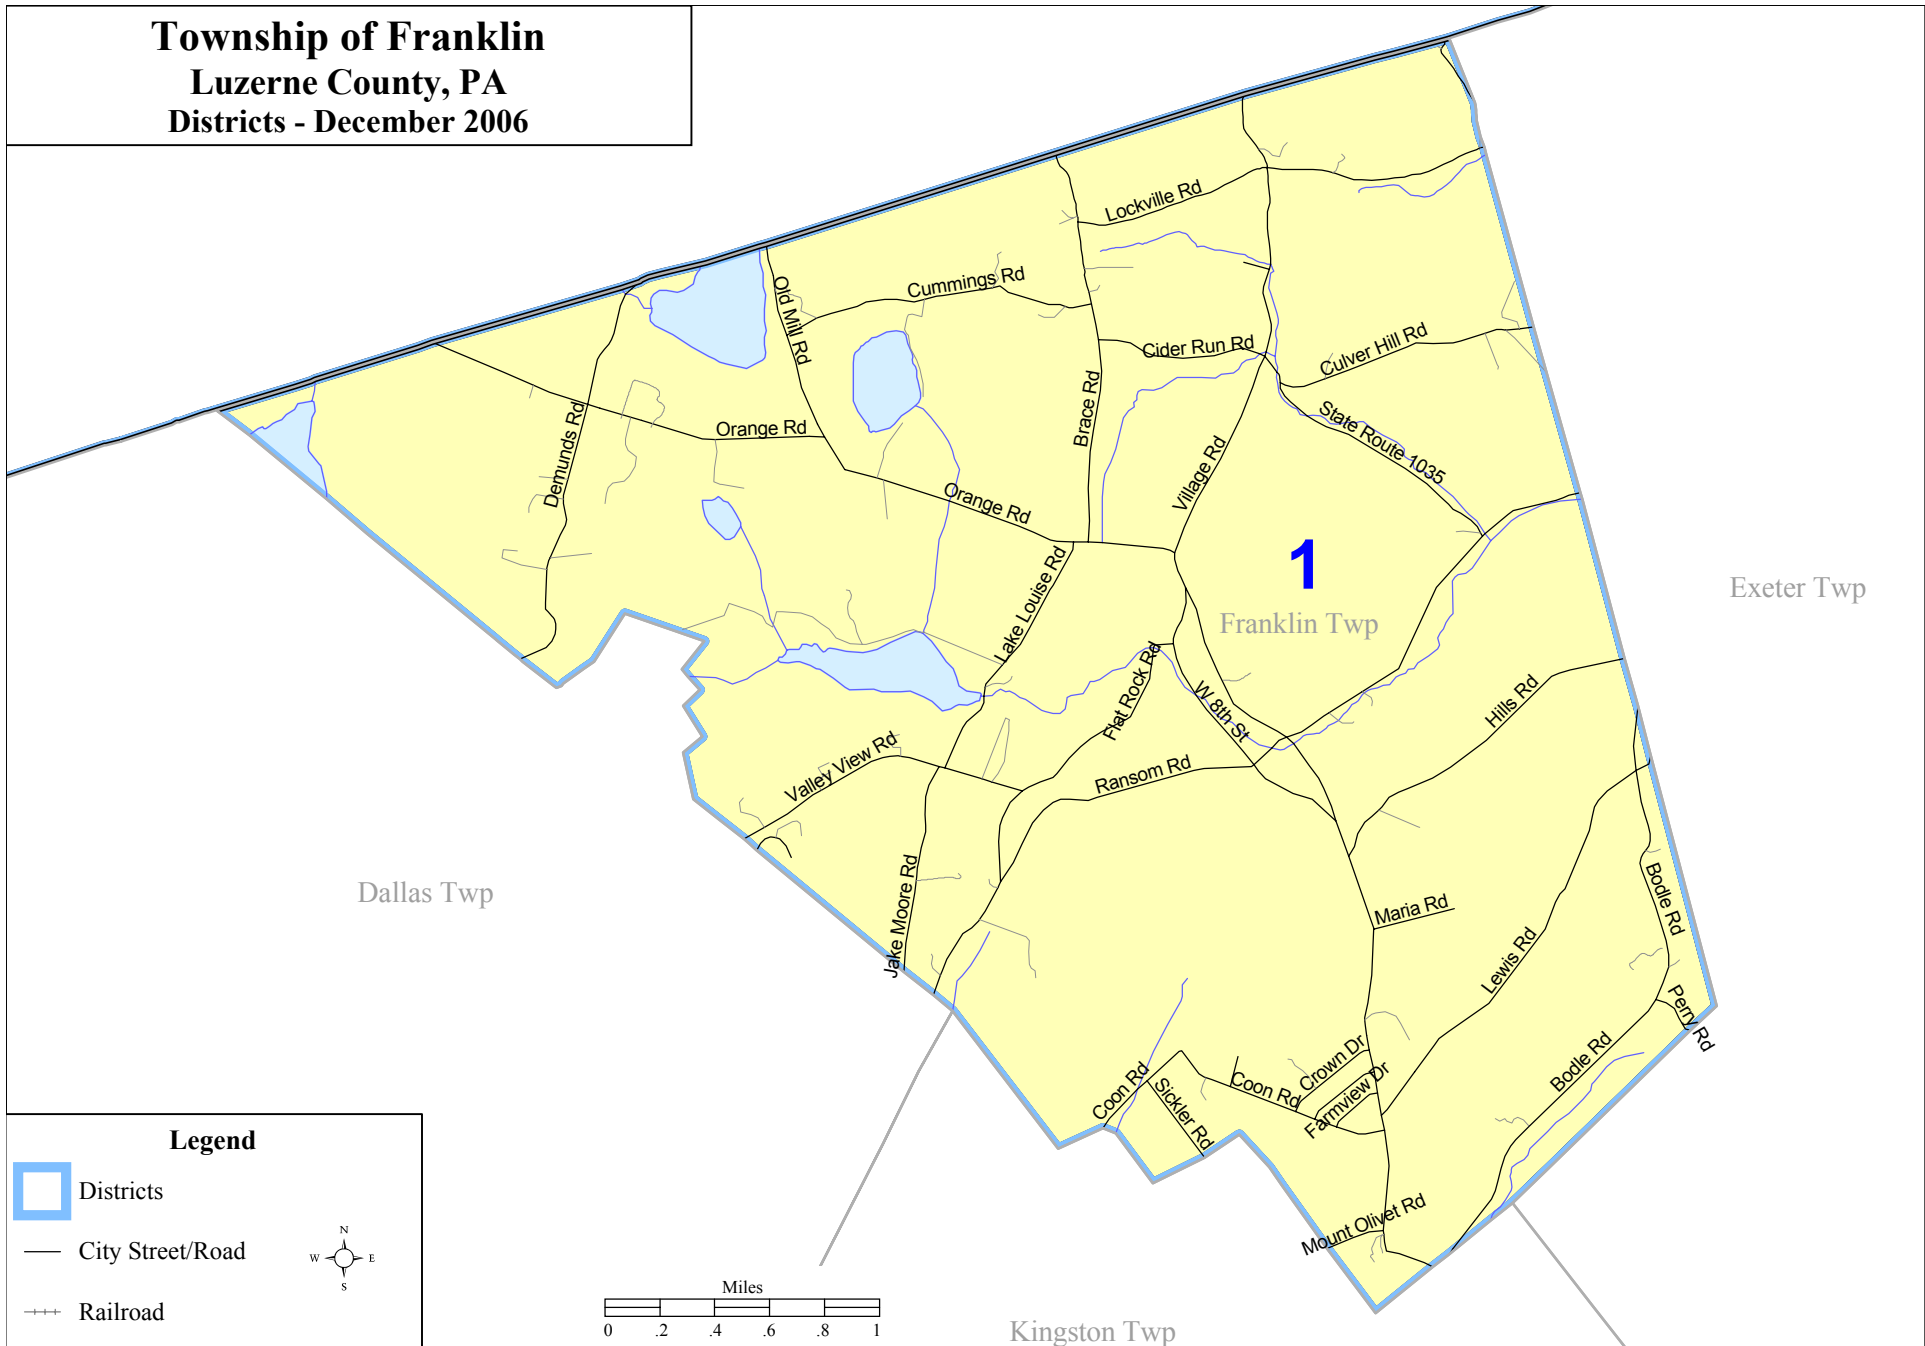 Township of Franklin
Luzerne County, PA
Districts - December 2006
Lockville Rd
Cummings Rd
Old Mill Rd
Cider Run Rd
Culver Hill Rd
Brace Rd
Demunds Rd
Orange Rd
State Route 1035
Village Rd
Orange Rd
1
Exeter Twp
Lake Louise Rd
Franklin Twp
Flat Rock Rd
W 8th St
Hills Rd
Valley View Rd
Ransom Rd
Dallas Twp
Jake Moore Rd
Maria Rd
Bodle Rd
Lewis Rd
Perry Rd
Coon Rd
Sickler Rd
Coon Rd
Crown Dr
Farmview Dr
Bodle Rd
Mount Olivet Rd
Legend
Districts
City Street/Road
Railroad
N
W
E
S
Miles
0 .2 .4 .6 .8 1
Kingston Twp